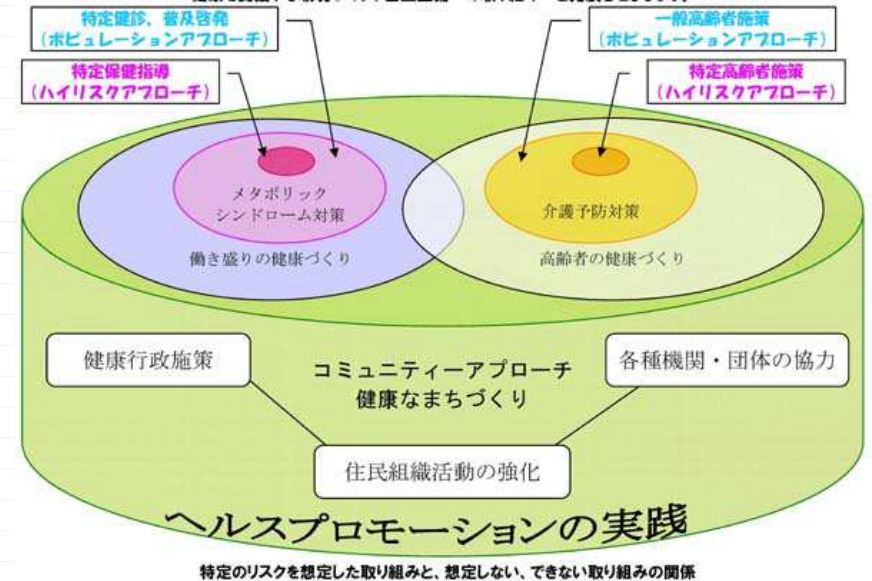 特定健診、普及啓発
(ポピュレーションアプローチ)
一般高齢者施策
(ポピュレーションアプローチ)
特定保健指導
(ハイリスクアプローチ)
特定高齢者施策
(ハイリスクアプローチ)
メタボリック
シンドローム対策
介護予防対策
働き盛りの健康づくり
高齢者の健康づくり
健康行政施策
コミュニティーアプローチ
健康なまちづくり
各種機関・団体の協力
住民組織活動の強化
ヘルスプロモーションの実践
特定のリスクを想定した取り組みと、想定しない、できない取り組みの関係